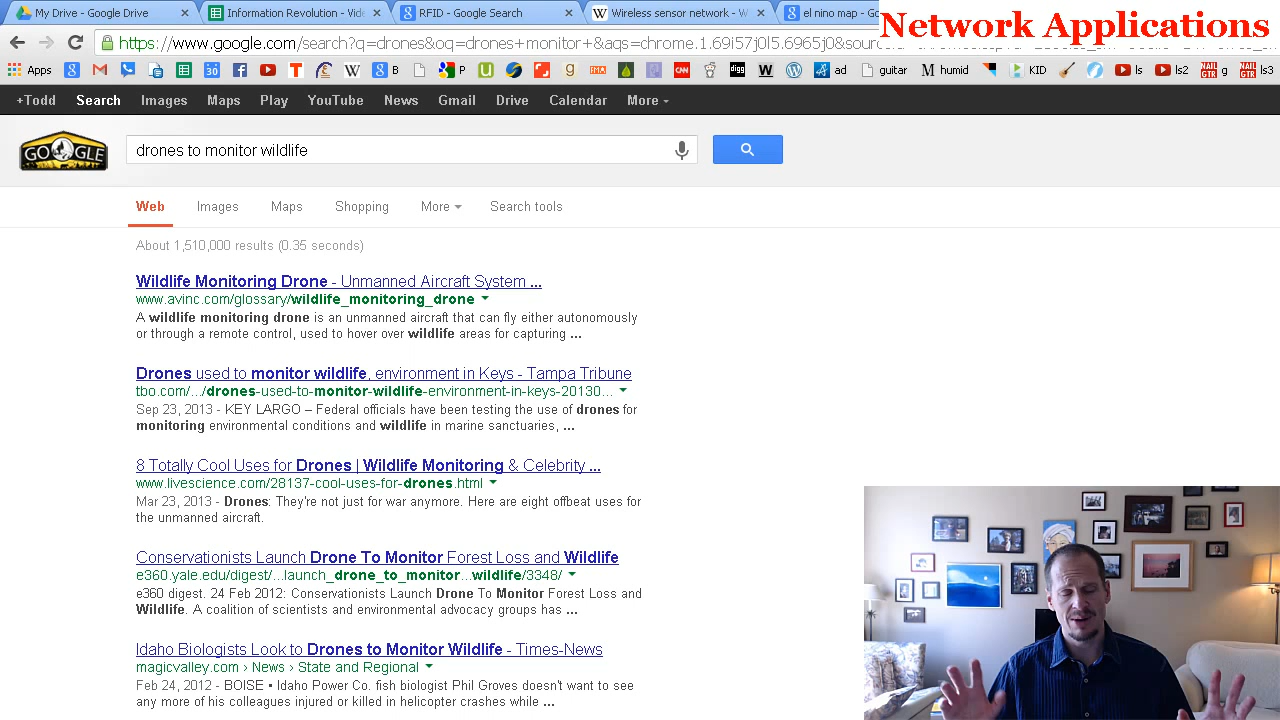 My Drive - Google Drive
Information Revolution - Vide
RFID - Google Search
Wireless sensor network - W
el nino map - Go
Network Applications
https://www.google.com/search?q=drones&oq=drones+monitor+&aqs=chrome.1.69i57j0l5.6965j0&sourc
Apps B P IMA CNN digg W ad guitar M humid KID ls ls2 NAIL GTR g NAIL GTR ls3
+Todd Search Images Maps Play YouTube News Gmail Drive Calendar More
GOOGLE
drones to monitor wildlife
Web Images Maps Shopping More Search tools
About 1,510,000 results (0.35 seconds)
Wildlife Monitoring Drone - Unmanned Aircraft System ...
www.avinc.com/glossary/wildlife_monitoring_drone
A wildlife monitoring drone is an unmanned aircraft that can fly either autonomously
or through a remote control, used to hover over wildlife areas for capturing ...
Drones used to monitor wildlife, environment in Keys - Tampa Tribune
tbo.com/.../drones-used-to-monitor-wildlife-environment-in-keys-20130...
Sep 23, 2013 - KEY LARGO – Federal officials have been testing the use of drones for
monitoring environmental conditions and wildlife in marine sanctuaries, ...
8 Totally Cool Uses for Drones | Wildlife Monitoring & Celebrity ...
www.livescience.com/28137-cool-uses-for-drones.html
Mar 23, 2013 - Drones: They're not just for war anymore. Here are eight offbeat uses for
the unmanned aircraft.
Conservationists Launch Drone To Monitor Forest Loss and Wildlife
e360.yale.edu/digest/...launch_drone_to_monitor...wildlife/3348/
e360 digest. 24 Feb 2012: Conservationists Launch Drone To Monitor Forest Loss and
Wildlife. A coalition of scientists and environmental advocacy groups has ...
Idaho Biologists Look to Drones to Monitor Wildlife - Times-News
magicvalley.com › News › State and Regional
Feb 24, 2012 - BOISE • Idaho Power Co. fish biologist Phil Groves doesn't want to see
any more of his colleagues injured or killed in helicopter crashes while ...